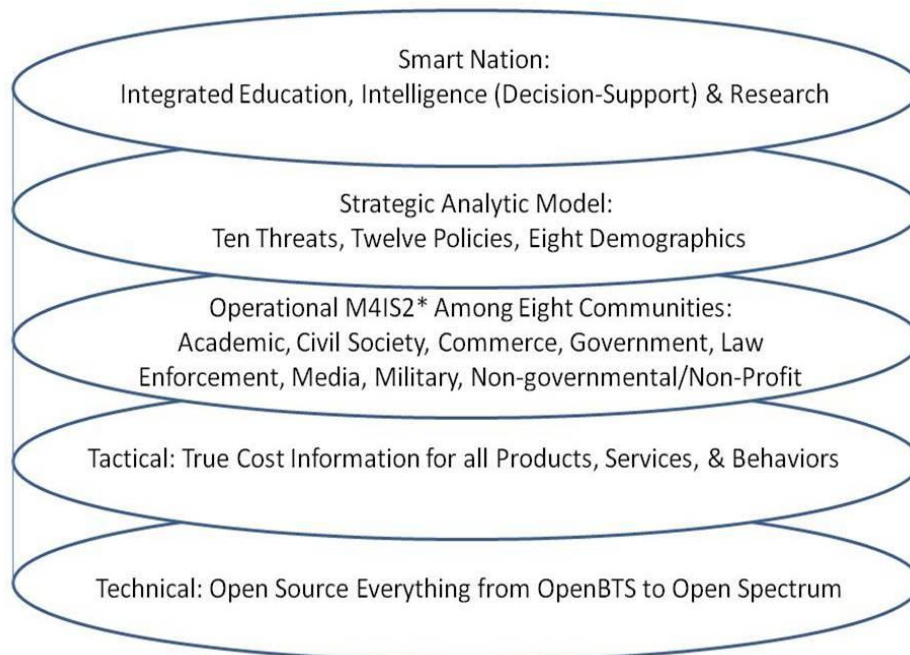 Smart Nation:
Integrated Education, Intelligence (Decision-Support) & Research
Strategic Analytic Model:
Ten Threats, Twelve Policies, Eight Demographics
Operational M4IS2* Among Eight Communities:
Academic, Civil Society, Commerce, Government, Law
Enforcement, Media, Military, Non-governmental/Non-Profit
Tactical: True Cost Information for all Products, Services, & Behaviors
Technical: Open Source Everything from OpenBTS to Open Spectrum